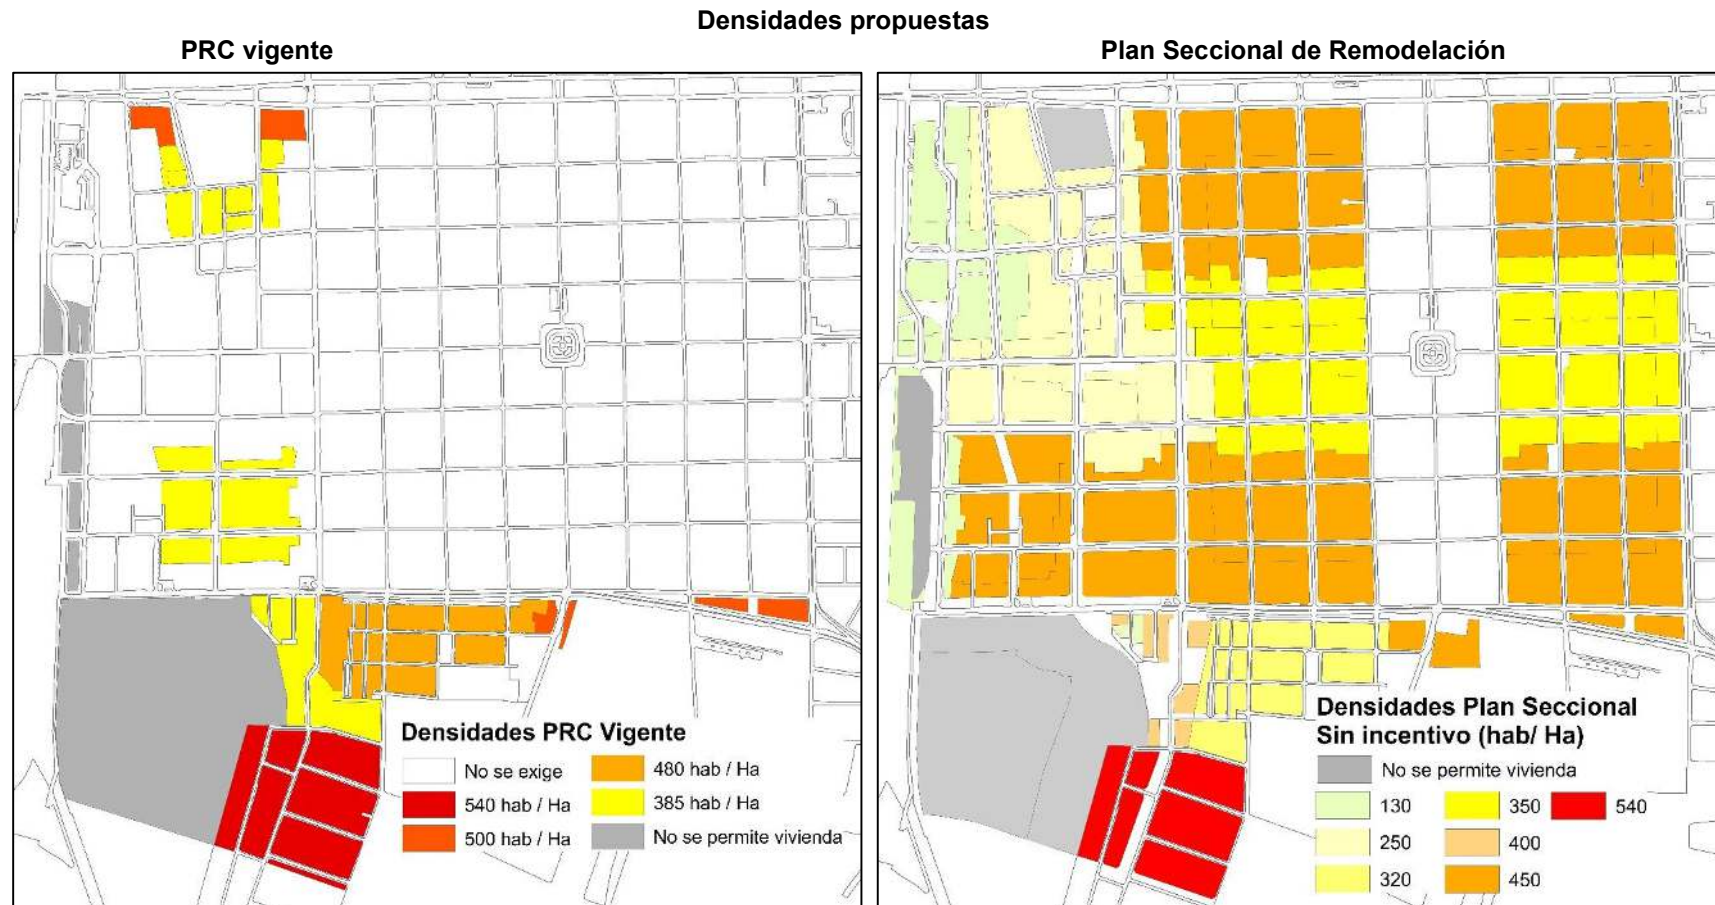 Densidades propuestas
PRC vigente
Plan Seccional de Remodelación
Densidades PRC Vigente
No se exige
480 hab / Ha
540 hab / Ha
385 hab / Ha
500 hab / Ha
No se permite vivienda
Densidades Plan Seccional
Sin incentivo (hab/ Ha)
No se permite vivienda
130
350
540
250
400
320
450